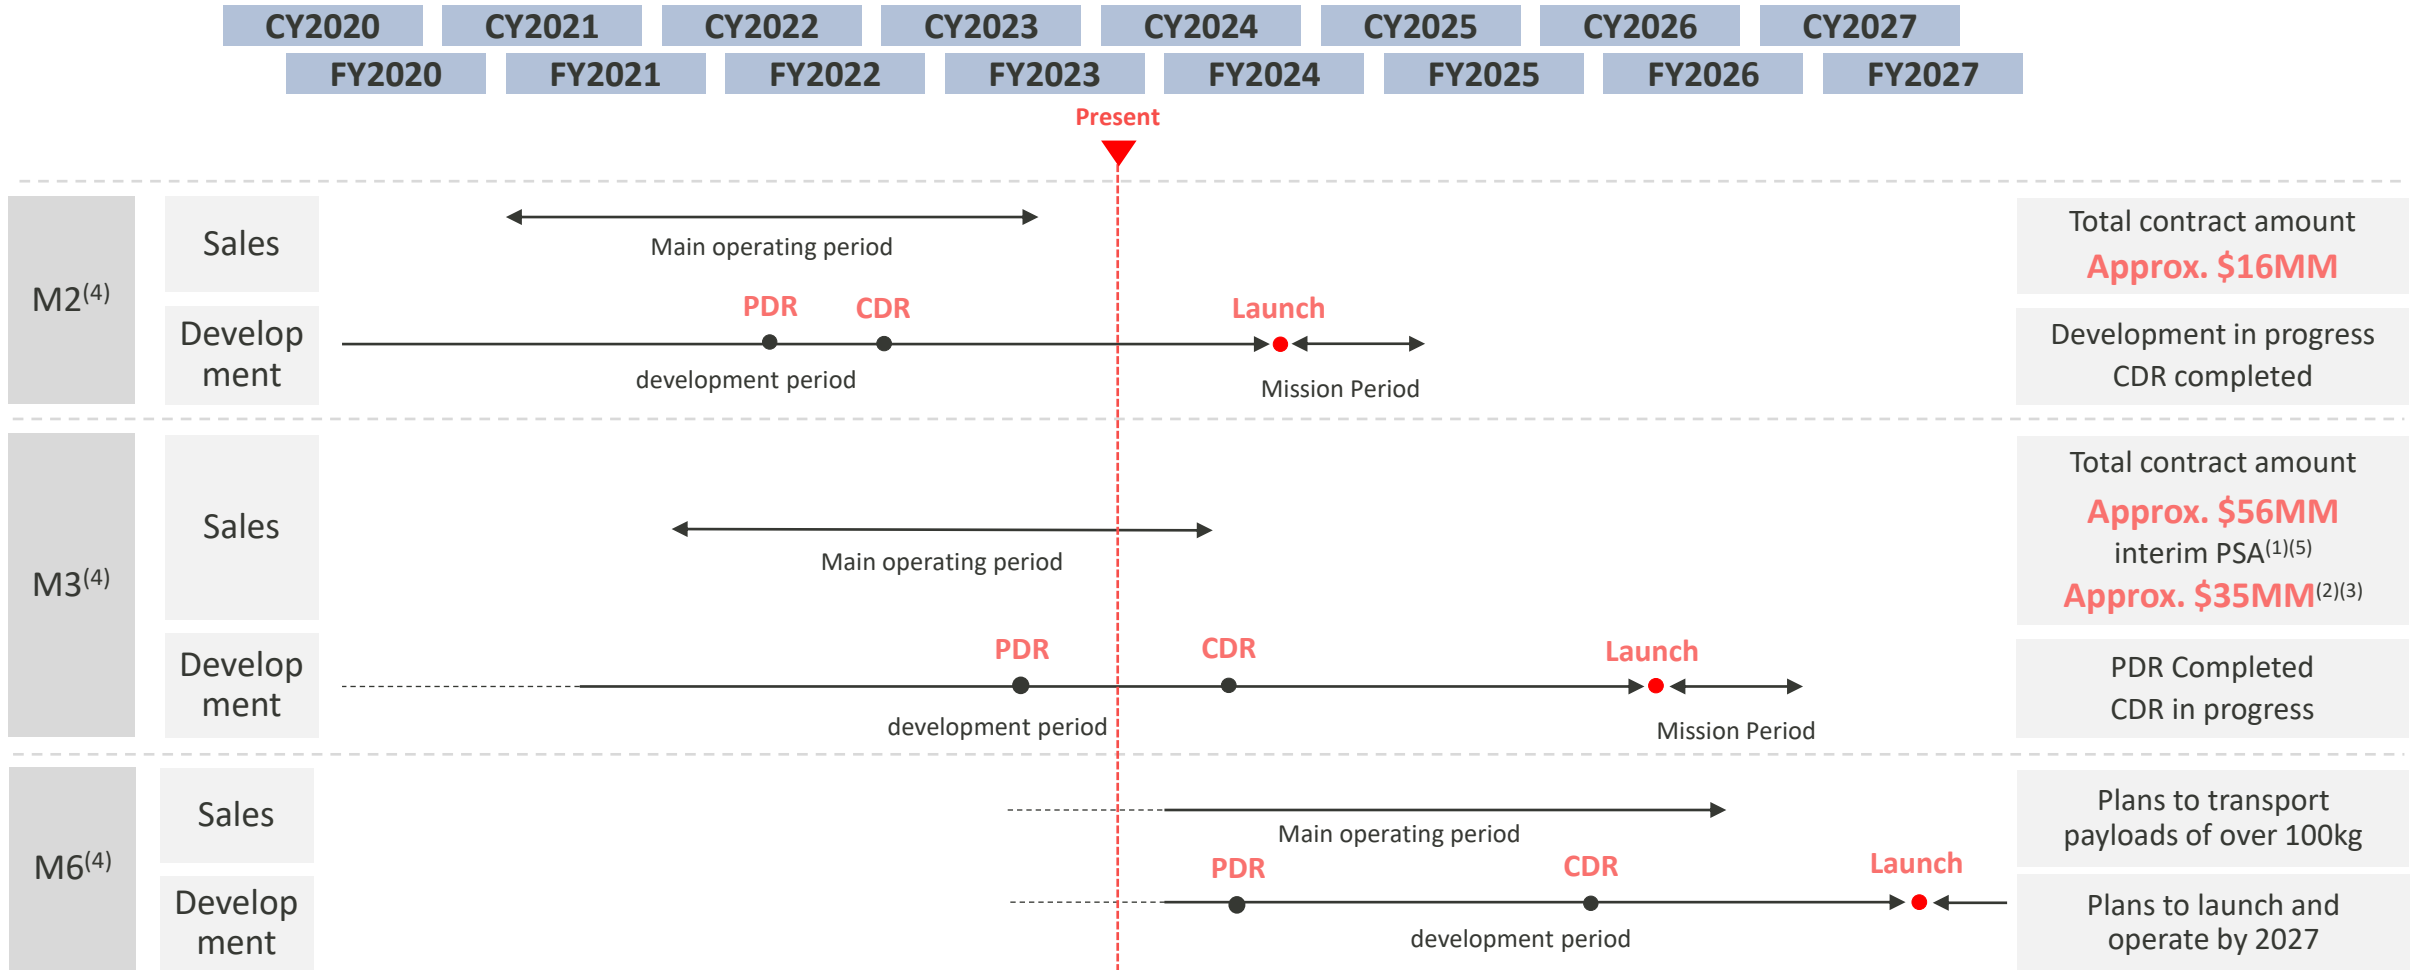 CY2020 CY2021 CY2022 CY2023 CY2024 CY2025 CY2026 CY2027
FY2020 FY2021 FY2022 FY2023 FY2024 FY2025 FY2026 FY2027
Present
M2(4)
Sales
Main operating period
Total contract amount
Approx. $16MM
Develop
ment
PDR
CDR
Launch
development period
Mission Period
Development in progress
CDR completed
M3(4)
Sales
Main operating period
Total contract amount
Approx. $56MM
interim PSA(1)(5)
Approx. $35MM(2)(3)
Develop
ment
PDR
CDR
Launch
development period
Mission Period
PDR Completed
CDR in progress
M6(4)
Sales
Main operating period
Plans to transport
payloads of over 100kg
Develop
ment
PDR
CDR
Launch
development period
Plans to launch and
operate by 2027